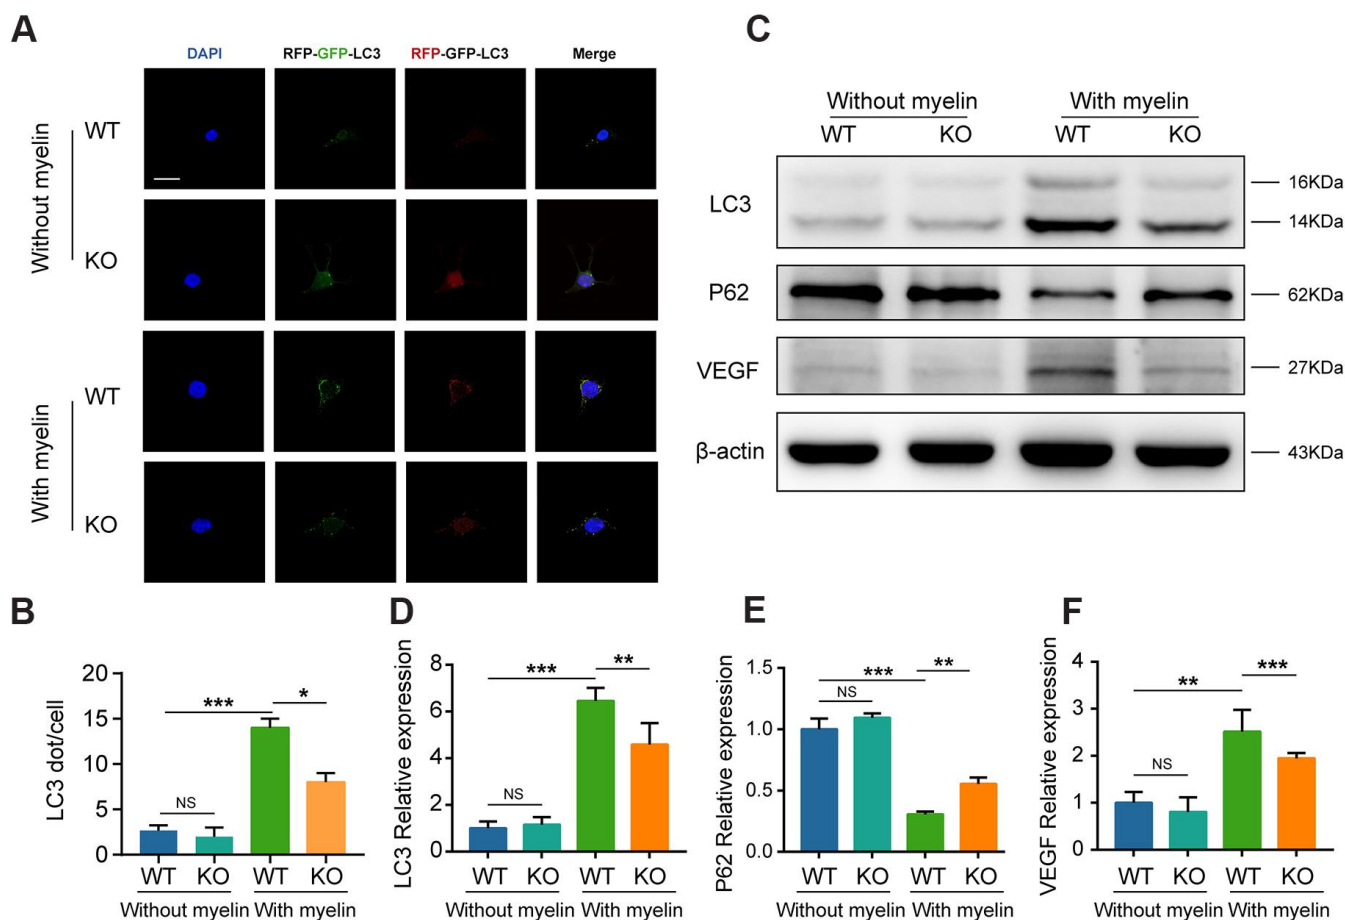 A
DAPI
RFP-GFP-LC3
RFP-GFP-LC3
Merge
Without myelin
WT
KO
With myelin
WT
KO
C
Without myelin
With myelin
WT
KO
WT
KO
LC3
16KDa
14KDa
P62
62KDa
VEGF
27KDa
β-actin
43KDa
B
LC3 dot/cell
20
15
10
5
0
NS
***
*
WT
KO
WT
KO
Without myelin
With myelin
D
LC3 Relative expression
8
6
4
2
0
NS
***
**
WT
KO
WT
KO
Without myelin
With myelin
E
P62 Relative expression
1.5
1.0
0.5
0.0
NS
***
**
WT
KO
WT
KO
Without myelin
With myelin
F
VEGF Relative expression
4
3
2
1
0
NS
**
***
WT
KO
WT
KO
Without myelin
With myelin